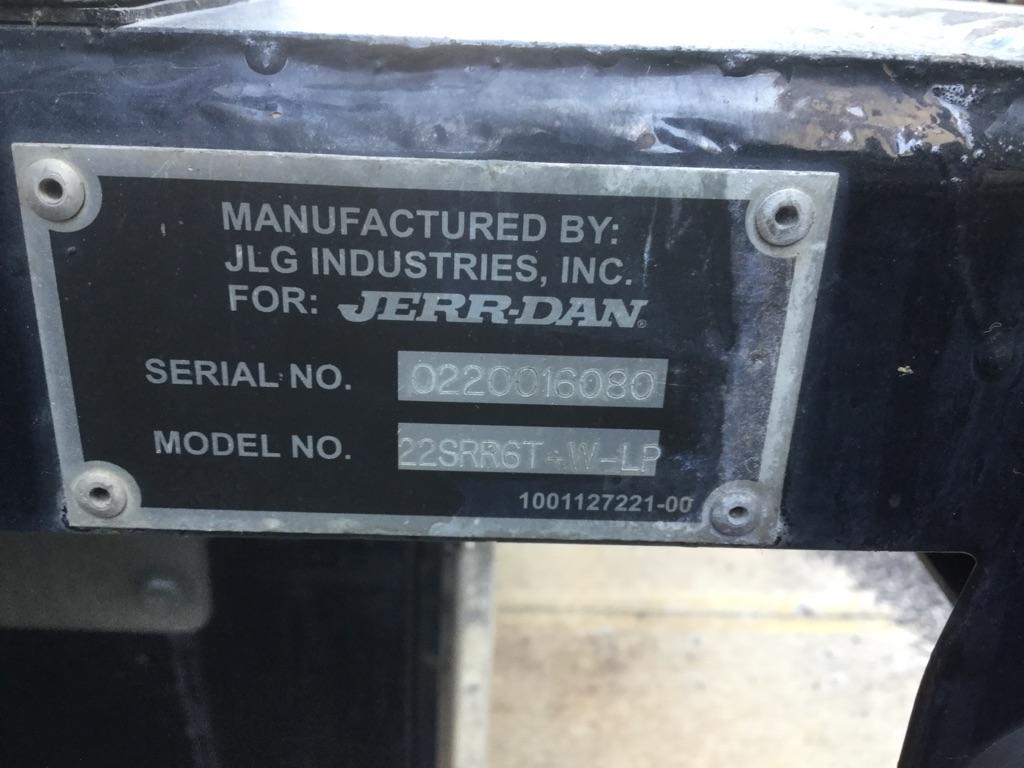 MANUFACTURED BY:
JLG INDUSTRIES, INC.
FOR: JERR-DAN®
SERIAL NO. 0220016080
MODEL NO. 22SRR6T-W-LP
1001127221-00